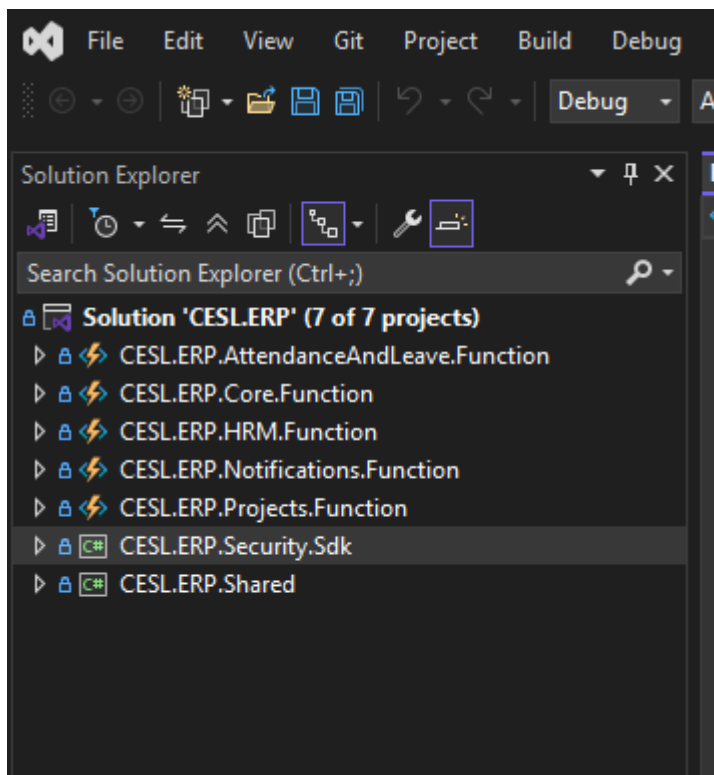 File Edit View Git Project Build Debug
Debug A
Solution Explorer
Search Solution Explorer (Ctrl+;)
Solution 'CESL.ERP' (7 of 7 projects)
CESL.ERP.AttendanceAndLeave.Function
CESL.ERP.Core.Function
CESL.ERP.HRM.Function
CESL.ERP.Notifications.Function
CESL.ERP.Projects.Function
C# CESL.ERP.Security.Sdk
C# CESL.ERP.Shared